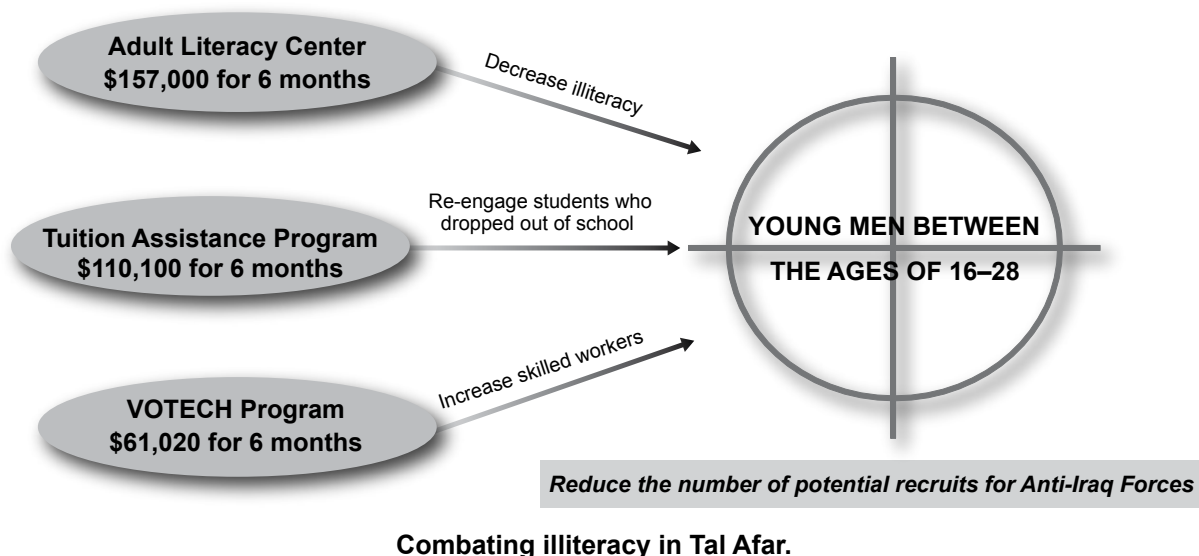 Adult Literacy Center
$157,000 for 6 months
Decrease illiteracy
Tuition Assistance Program
$110,100 for 6 months
Re-engage students who
dropped out of school
YOUNG MEN BETWEEN
THE AGES OF 16–28
VOTECH Program
$61,020 for 6 months
Increase skilled workers
Reduce the number of potential recruits for Anti-Iraq Forces
Combating illiteracy in Tal Afar.